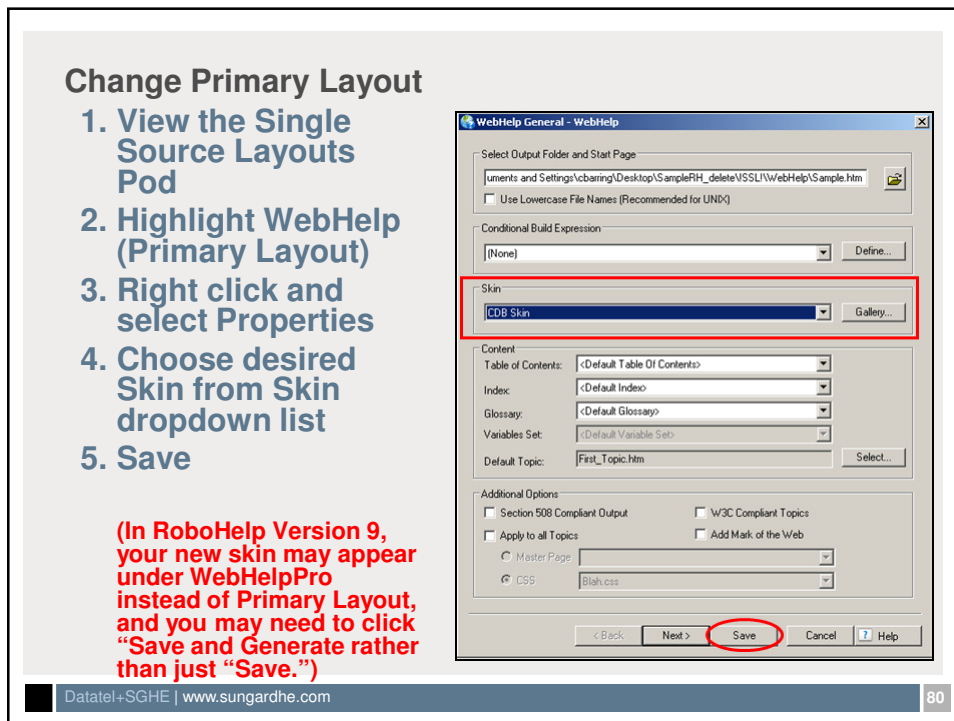 Change Primary Layout
1. View the Single
Source Layouts
Pod
2. Highlight WebHelp
(Primary Layout)
3. Right click and
select Properties
4. Choose desired
Skin from Skin
dropdown list
5. Save
(In RoboHelp Version 9,
your new skin may appear
under WebHelpPro
instead of Primary Layout,
and you may need to click
“Save and Generate rather
than just “Save.”)
WebHelp General - WebHelp
Select Output Folder and Start Page
uments and Settings\cbarring\Desktop\SampleRH_delete\!SSL!\WebHelp\Sample.htm
Use Lowercase File Names (Recommended for UNIX)
Conditional Build Expression
(None)
Define...
Skin
CDB Skin
Gallery...
Content
Table of Contents: <Default Table Of Contents>
Index: <Default Index>
Glossary: <Default Glossary>
Variables Set: <Default Variable Set>
Default Topic: First_Topic.htm Select...
Additional Options
Section 508 Compliant Output W3C Compliant Topics
Apply to all Topics Add Mark of the Web
Master Page
CSS Blah.css
< Back Next > Save Cancel ? Help
Datatel+SGHE | www.sungardhe.com 80